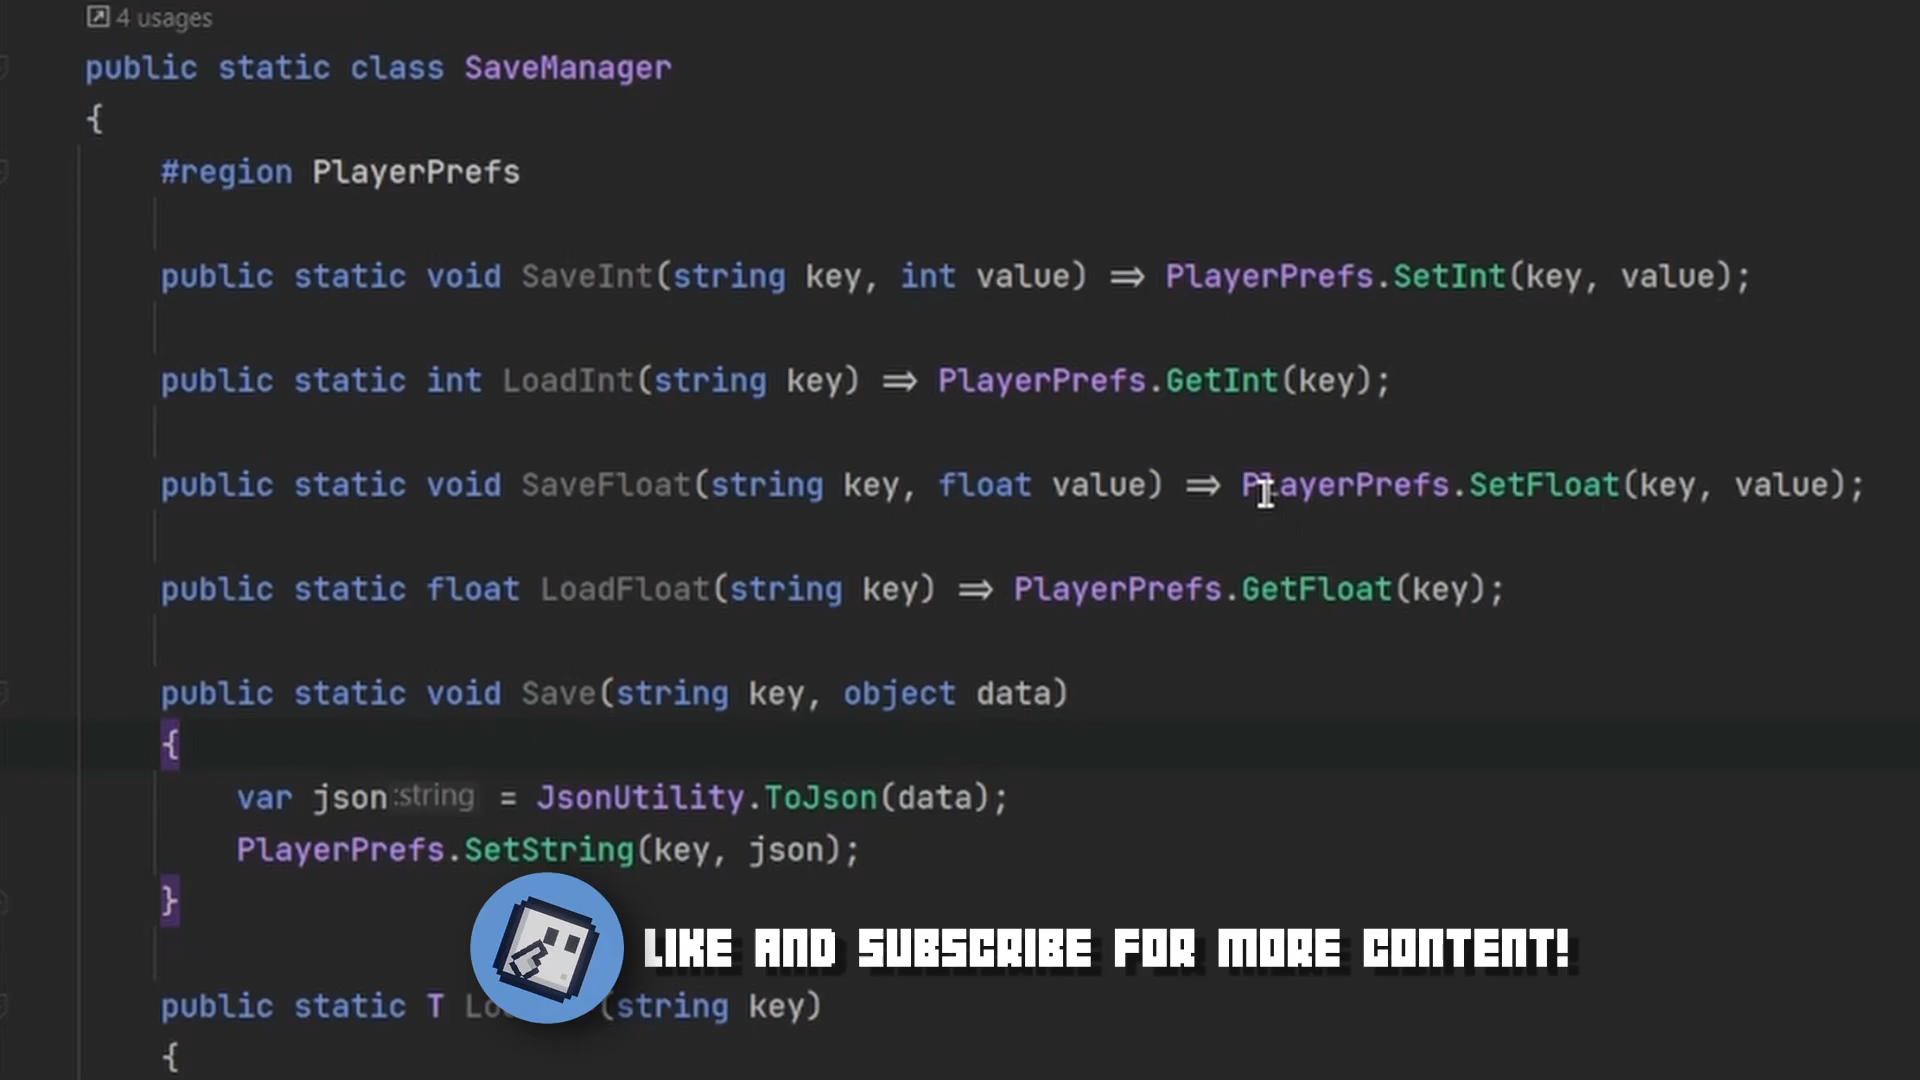 4 usages
public static class SaveManager
{
#region PlayerPrefs
public static void SaveInt(string key, int value) => PlayerPrefs.SetInt(key, value);
public static int LoadInt(string key) => PlayerPrefs.GetInt(key);
public static void SaveFloat(string key, float value) => PlayerPrefs.SetFloat(key, value);
public static float LoadFloat(string key) => PlayerPrefs.GetFloat(key);
public static void Save(string key, object data)
{
var json:string = JsonUtility.ToJson(data);
PlayerPrefs.SetString(key, json);
}
LIKE AND SUBSCRIBE FOR MORE CONTENT!
public static T (string key)
{